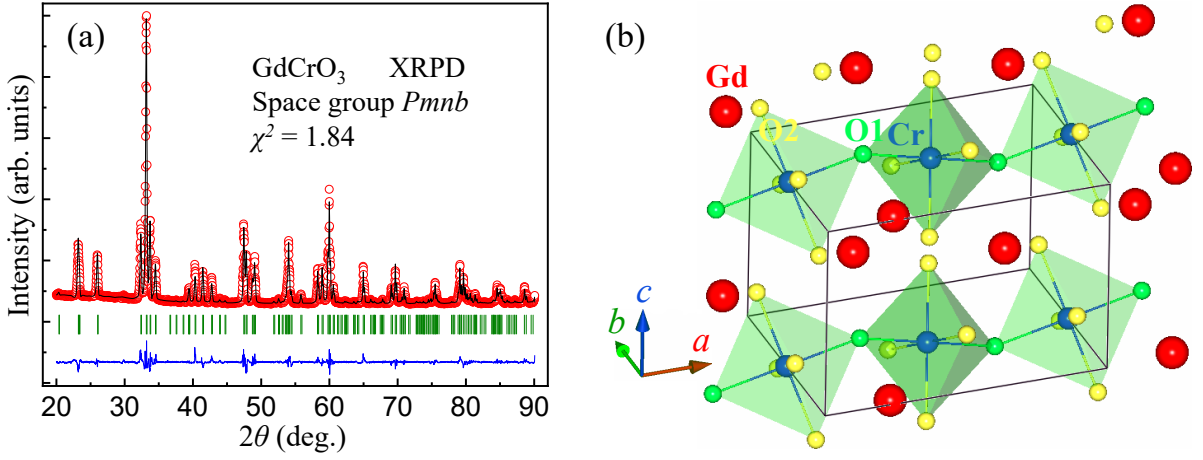 (a)
GdCrO₃ XRPD
Space group Pmnb
χ² = 1.84
Intensity (arb. units)
20 30 40 50 60 70 80 90
2θ (deg.)
(b)
Gd
O2 O1 Cr
c
b
a